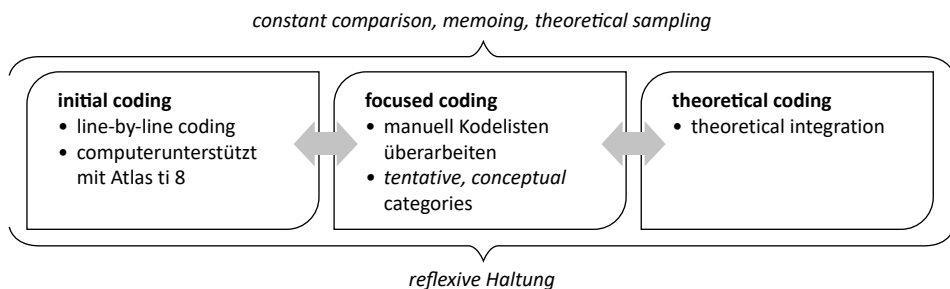 constant comparison, memoing, theoretical sampling
initial coding
• line-by-line coding
• computerunterstützt
mit Atlas ti 8
focused coding
• manuell Kodelisten
überarbeiten
• tentative, conceptual
categories
theoretical coding
• theoretical integration
reflexive Haltung